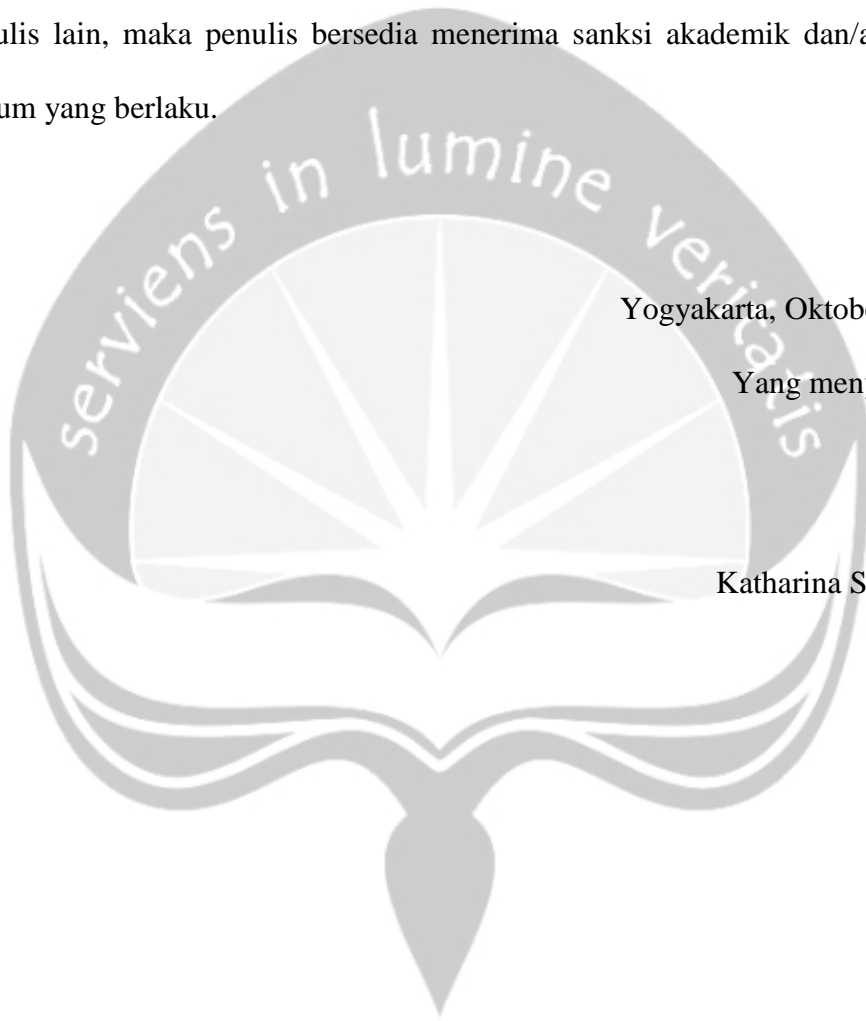 ulis lain, maka penulis bersedia menerima sanksi akademik dan/a
um yang berlaku.
serviens in lumine veritatis
Yogyakarta, Oktob
Yang men
Katharina S